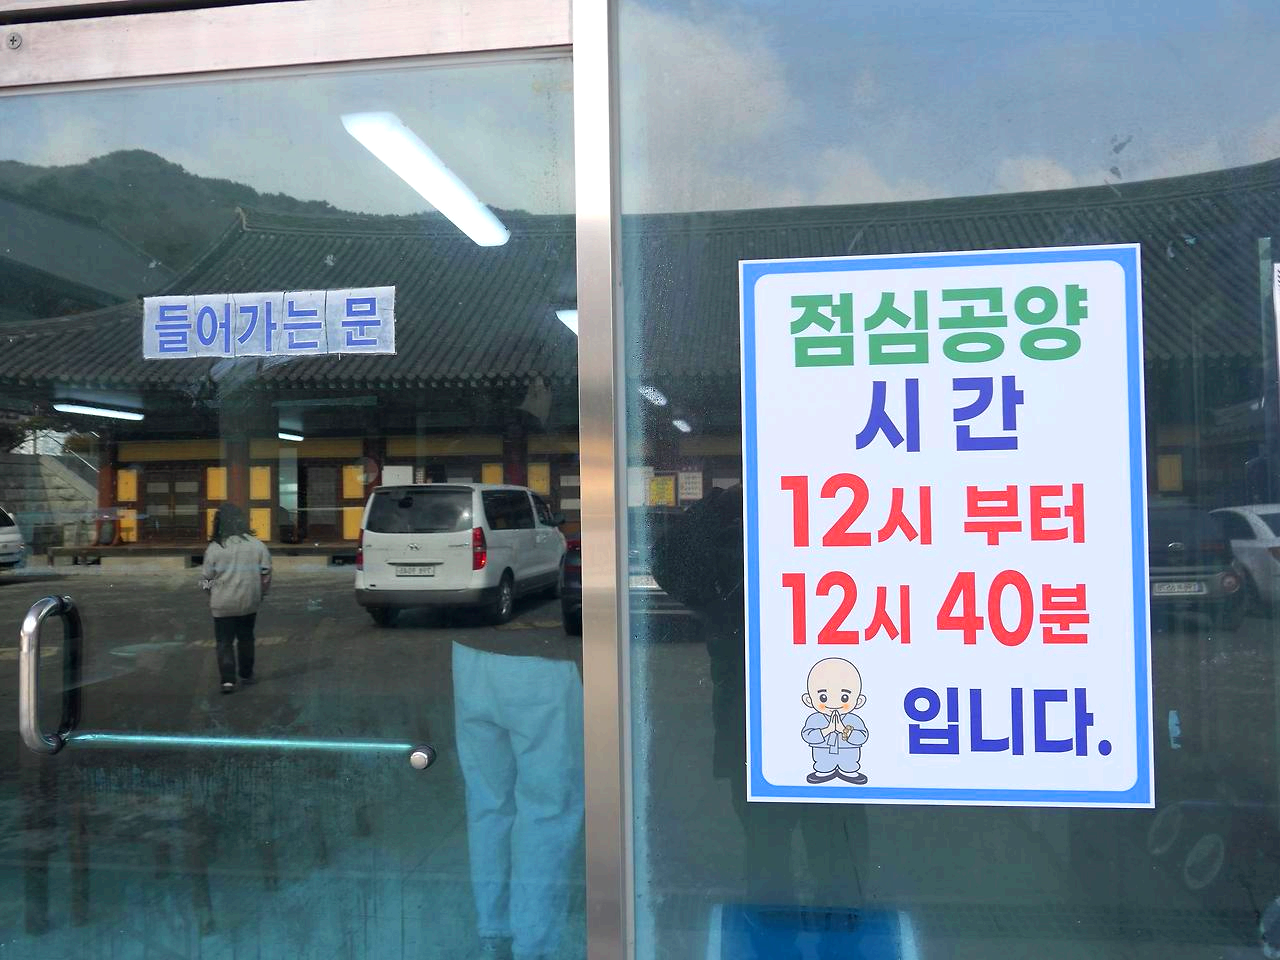 들어가는 문
점심공양
시간
12시 부터
12시 40분
입니다.